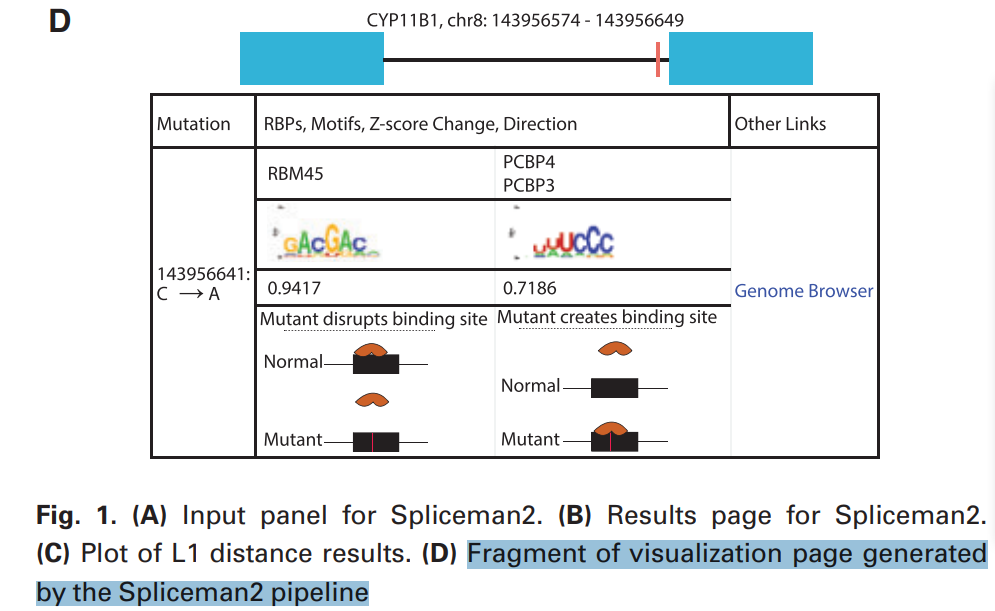 D
CYP11B1, chr8: 143956574 - 143956649
Mutation
RBPs, Motifs, Z-score Change, Direction
Other Links
143956641:
C → A
RBM45
PCBP4
PCBP3
GACGAC
UUUCCC
0.9417
0.7186
Genome Browser
Mutant disrupts binding site
Normal
Mutant
Mutant creates binding site
Normal
Mutant
Fig. 1. (A) Input panel for Spliceman2. (B) Results page for Spliceman2.
(C) Plot of L1 distance results. (D) Fragment of visualization page generated
by the Spliceman2 pipeline